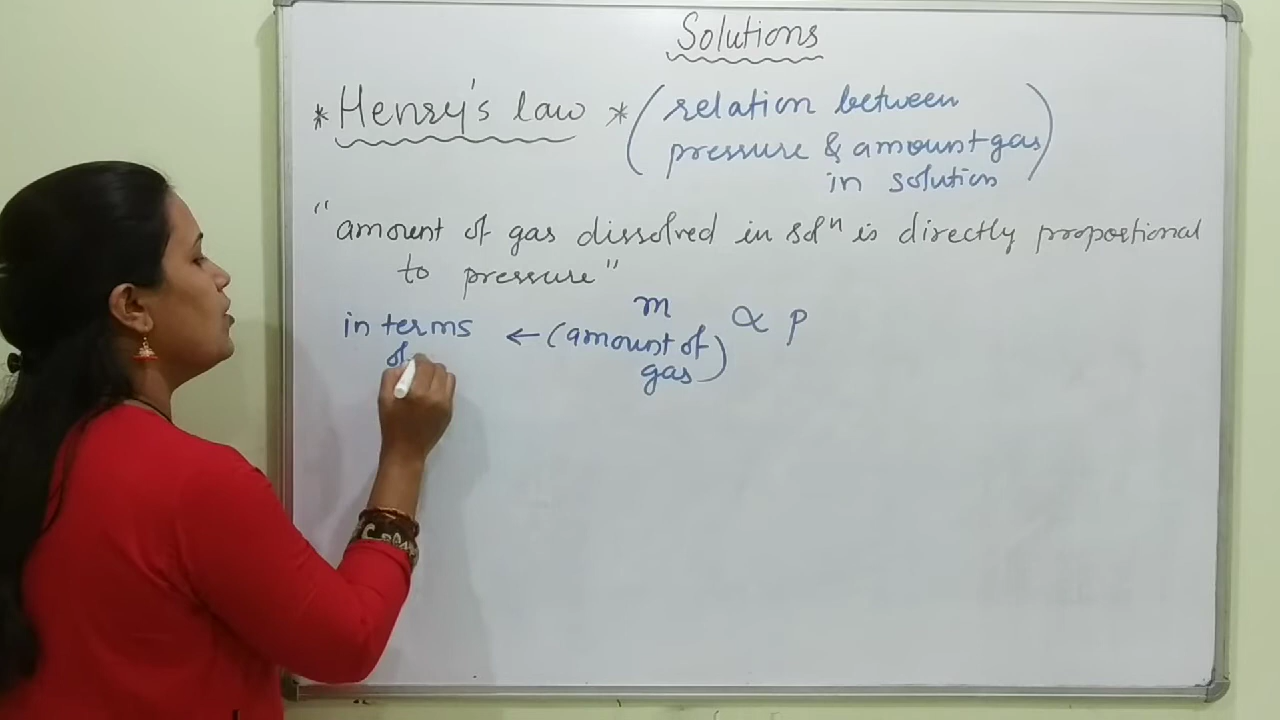 Solutions
*Henry's law * (relation between
pressure & amount gas
in solution)
"amount of gas dissolved in solⁿ is directly proportional
to pressure"
m
in terms ← (amount of ∝ p
of gas)